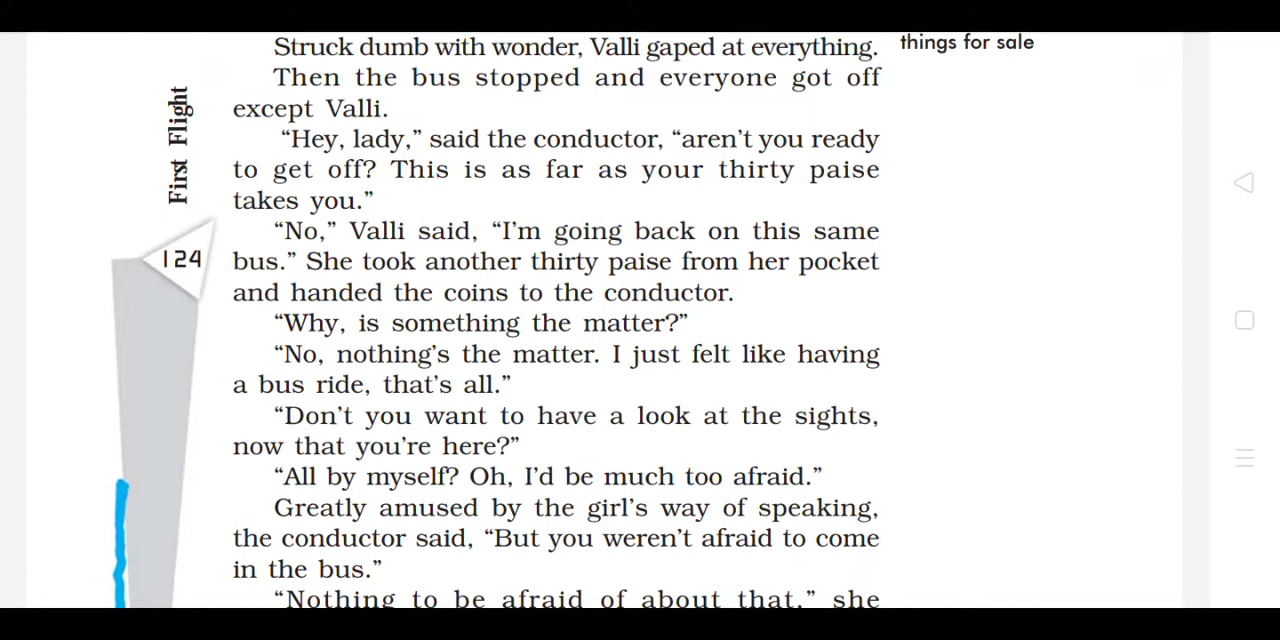 Struck dumb with wonder, Valli gaped at everything.
things for sale
Then the bus stopped and everyone got off
except Valli.
“Hey, lady,” said the conductor, “aren’t you ready
to get off? This is as far as your thirty paise
takes you.”
“No,” Valli said, “I’m going back on this same
bus.” She took another thirty paise from her pocket
and handed the coins to the conductor.
“Why, is something the matter?”
“No, nothing’s the matter. I just felt like having
a bus ride, that’s all.”
“Don’t you want to have a look at the sights,
now that you’re here?”
“All by myself? Oh, I’d be much too afraid.”
Greatly amused by the girl’s way of speaking,
the conductor said, “But you weren’t afraid to come
in the bus.”
“Nothing to be afraid of about that,” she
First Flight
124